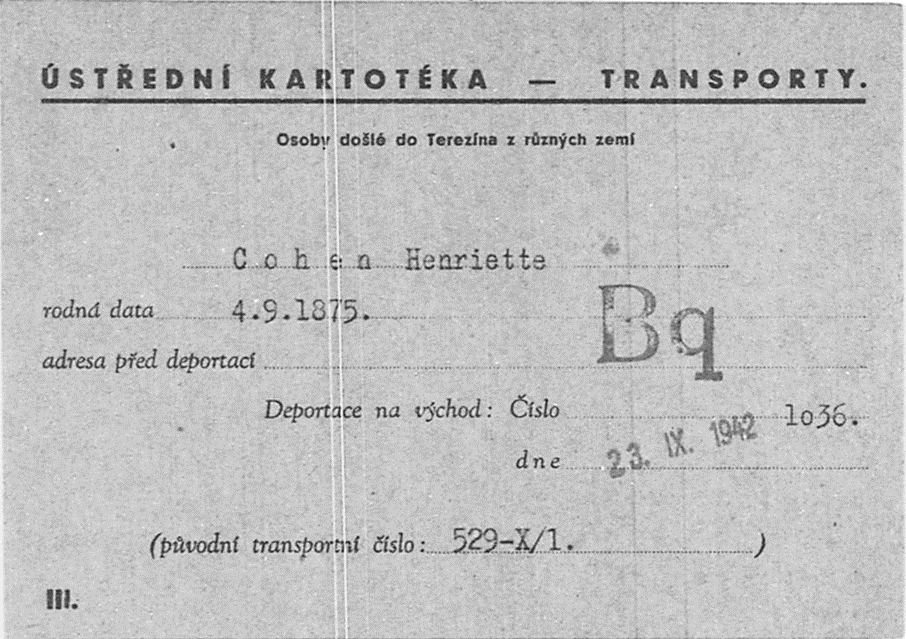 ÚSTŘEDNÍ KARTOTÉKA — TRANSPORTY.
Osoby došlé do Terezína z různých zemí
Cohen Henriette
rodná data 4.9.1875.
Bq
adresa před deportací
Deportace na východ: Číslo 1o36.
dne 23. IX. 1942
(původní transportní číslo: 529-X/1.)
III.